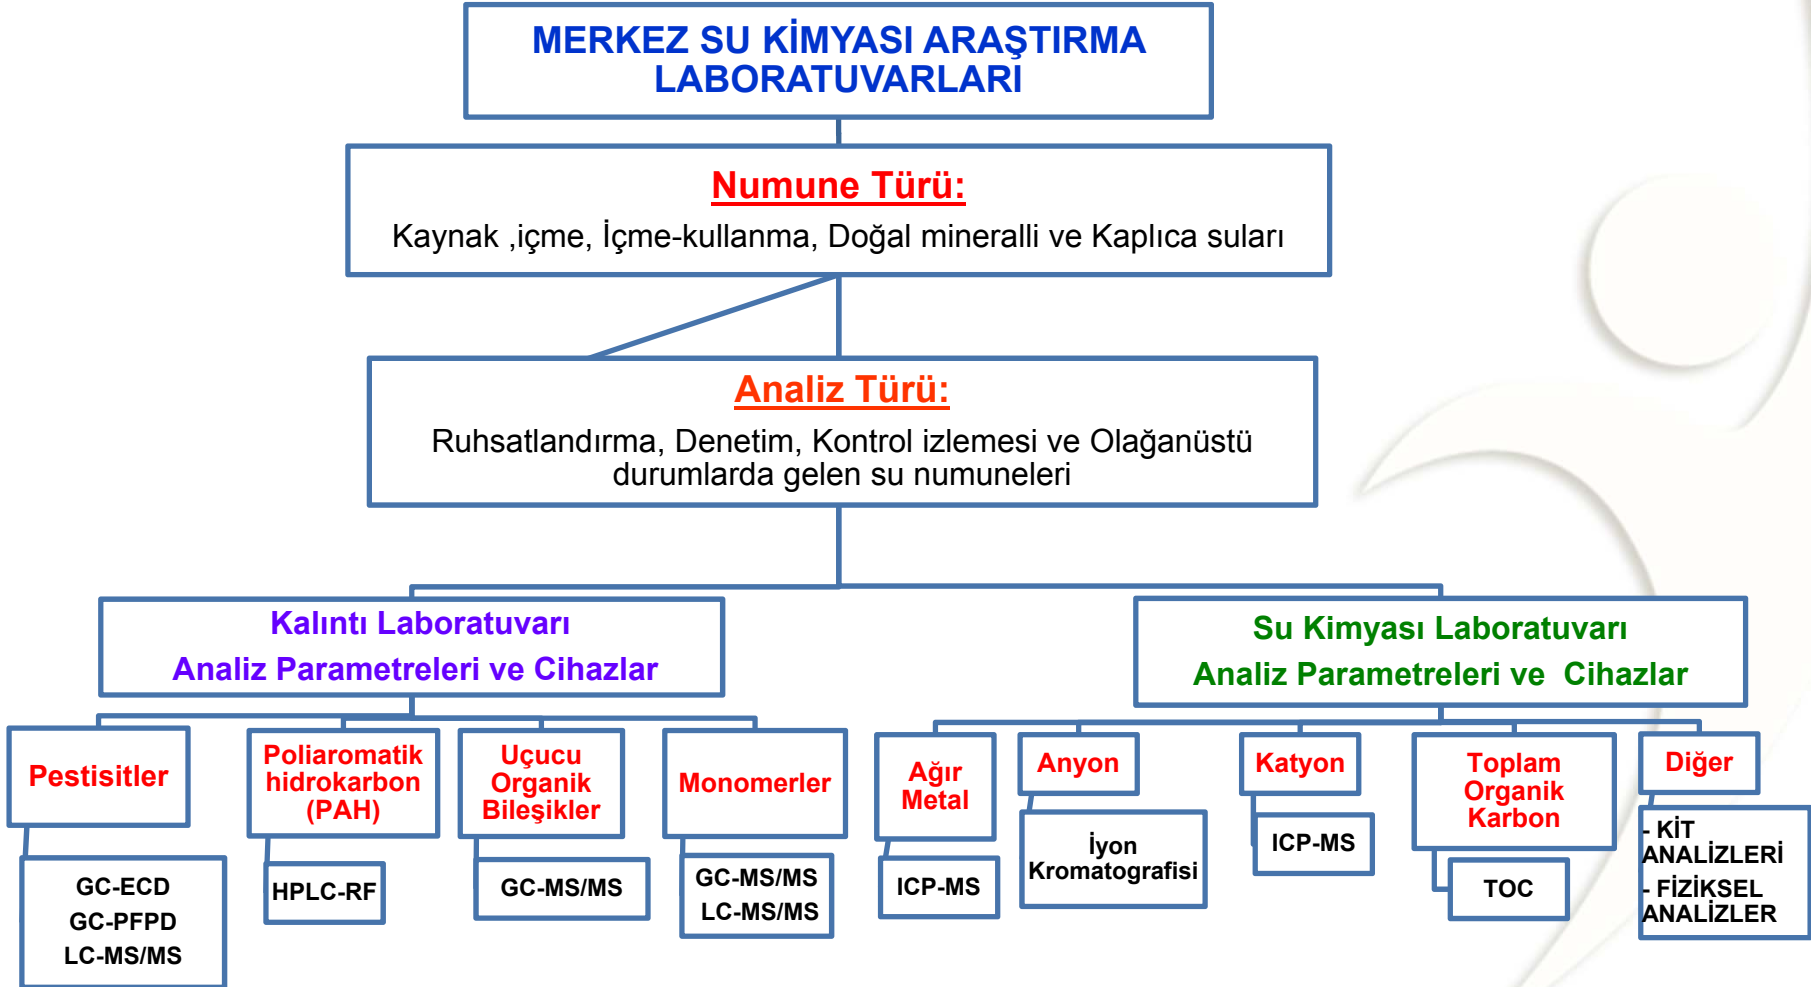 MERKEZ SU KİMYASI ARAŞTIRMA
LABORATUVARLARI
Numune Türü:
Kaynak ,içme, İçme-kullanma, Doğal mineralli ve Kaplıca suları
Analiz Türü:
Ruhsatlandırma, Denetim, Kontrol izlemesi ve Olağanüstü
durumlarda gelen su numuneleri
Kalıntı Laboratuvarı
Analiz Parametreleri ve Cihazlar
Su Kimyası Laboratuvarı
Analiz Parametreleri ve  Cihazlar
Pestisitler
GC-ECD
GC-PFPD
LC-MS/MS
Poliaromatik
hidrokarbon
(PAH)
HPLC-RF
Uçucu
Organik
Bileşikler
GC-MS/MS
Monomerler
GC-MS/MS
LC-MS/MS
Ağır
Metal
ICP-MS
Anyon
İyon
Kromatografisi
Katyon
ICP-MS
Toplam
Organik
Karbon
TOC
Diğer
- KİT
ANALİZLERİ
- FİZİKSEL
ANALİZLER